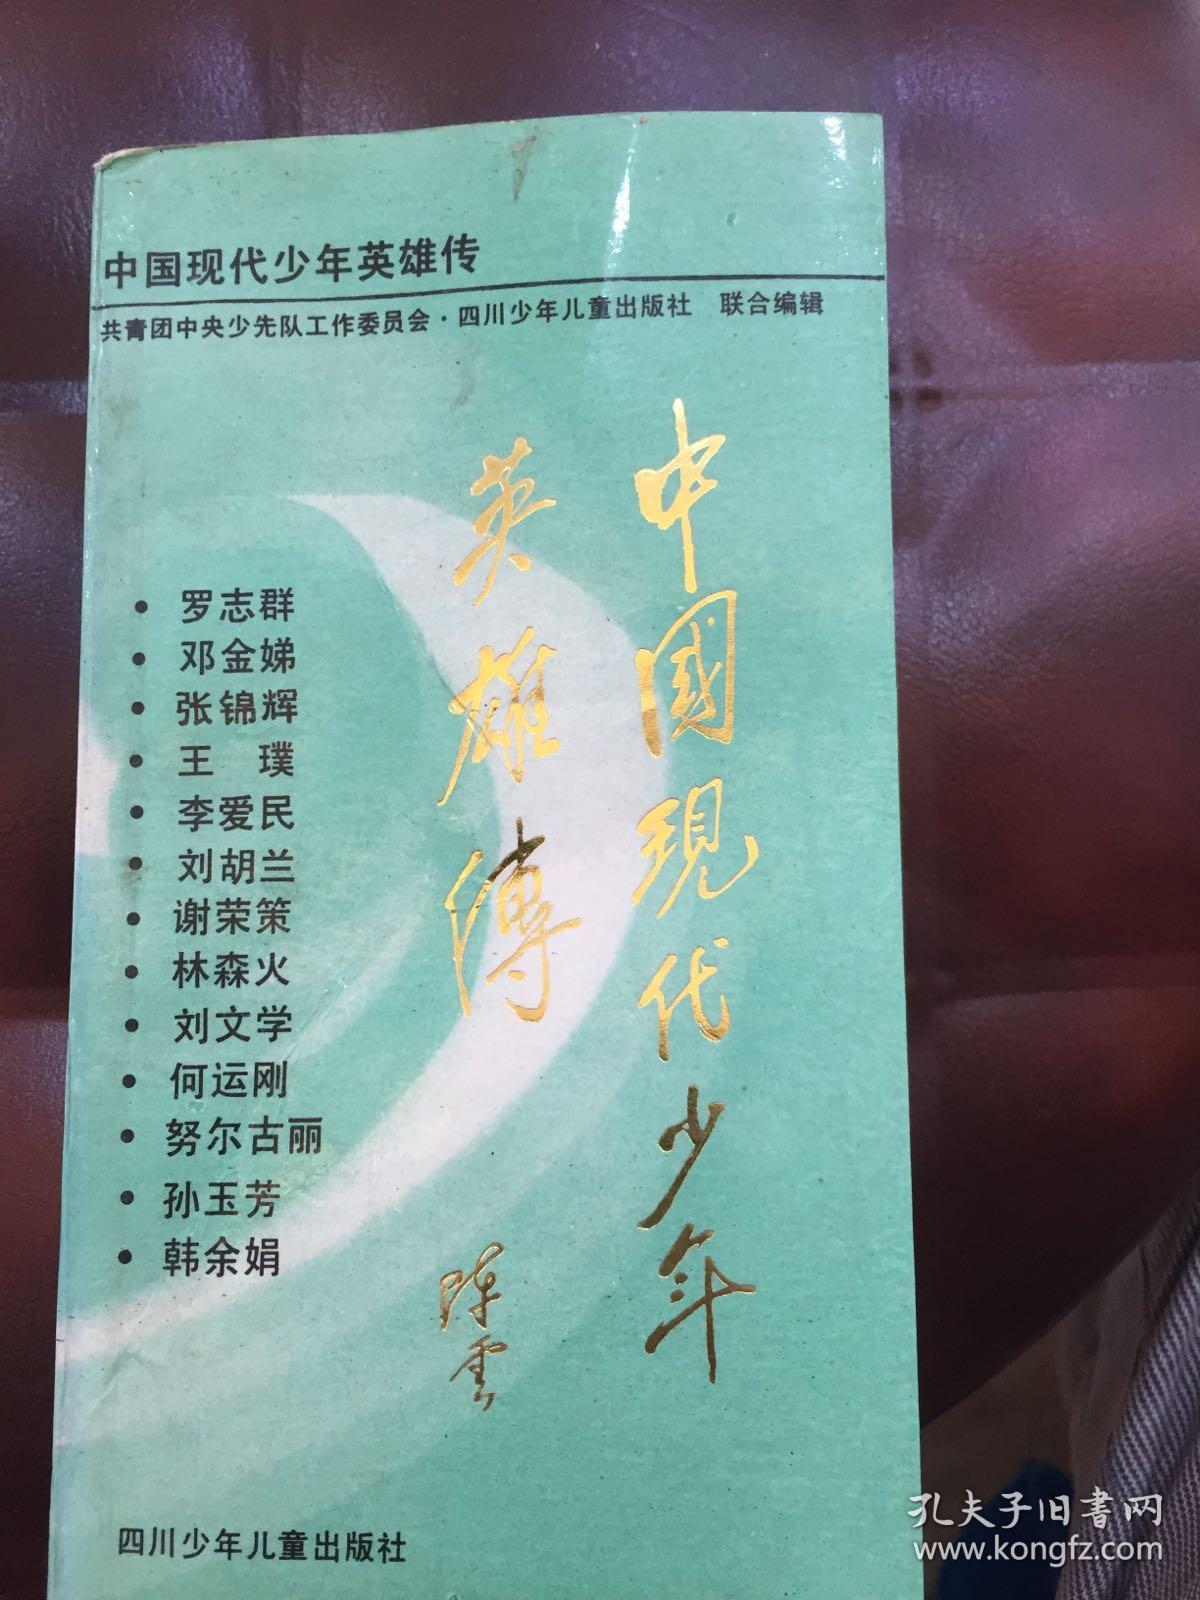 中国现代少年英雄传
共青团中央少先队工作委员会·四川少年儿童出版社 联合编辑
中國現代少年
英雄傳
陈云
• 罗志群
• 邓金娣
• 张锦辉
• 王 璞
• 李爱民
• 刘胡兰
• 谢荣策
• 林森火
• 刘文学
• 何运刚
• 努尔古丽
• 孙玉芳
• 韩余娟
四川少年儿童出版社
孔夫子旧書网
www.kongfz.com